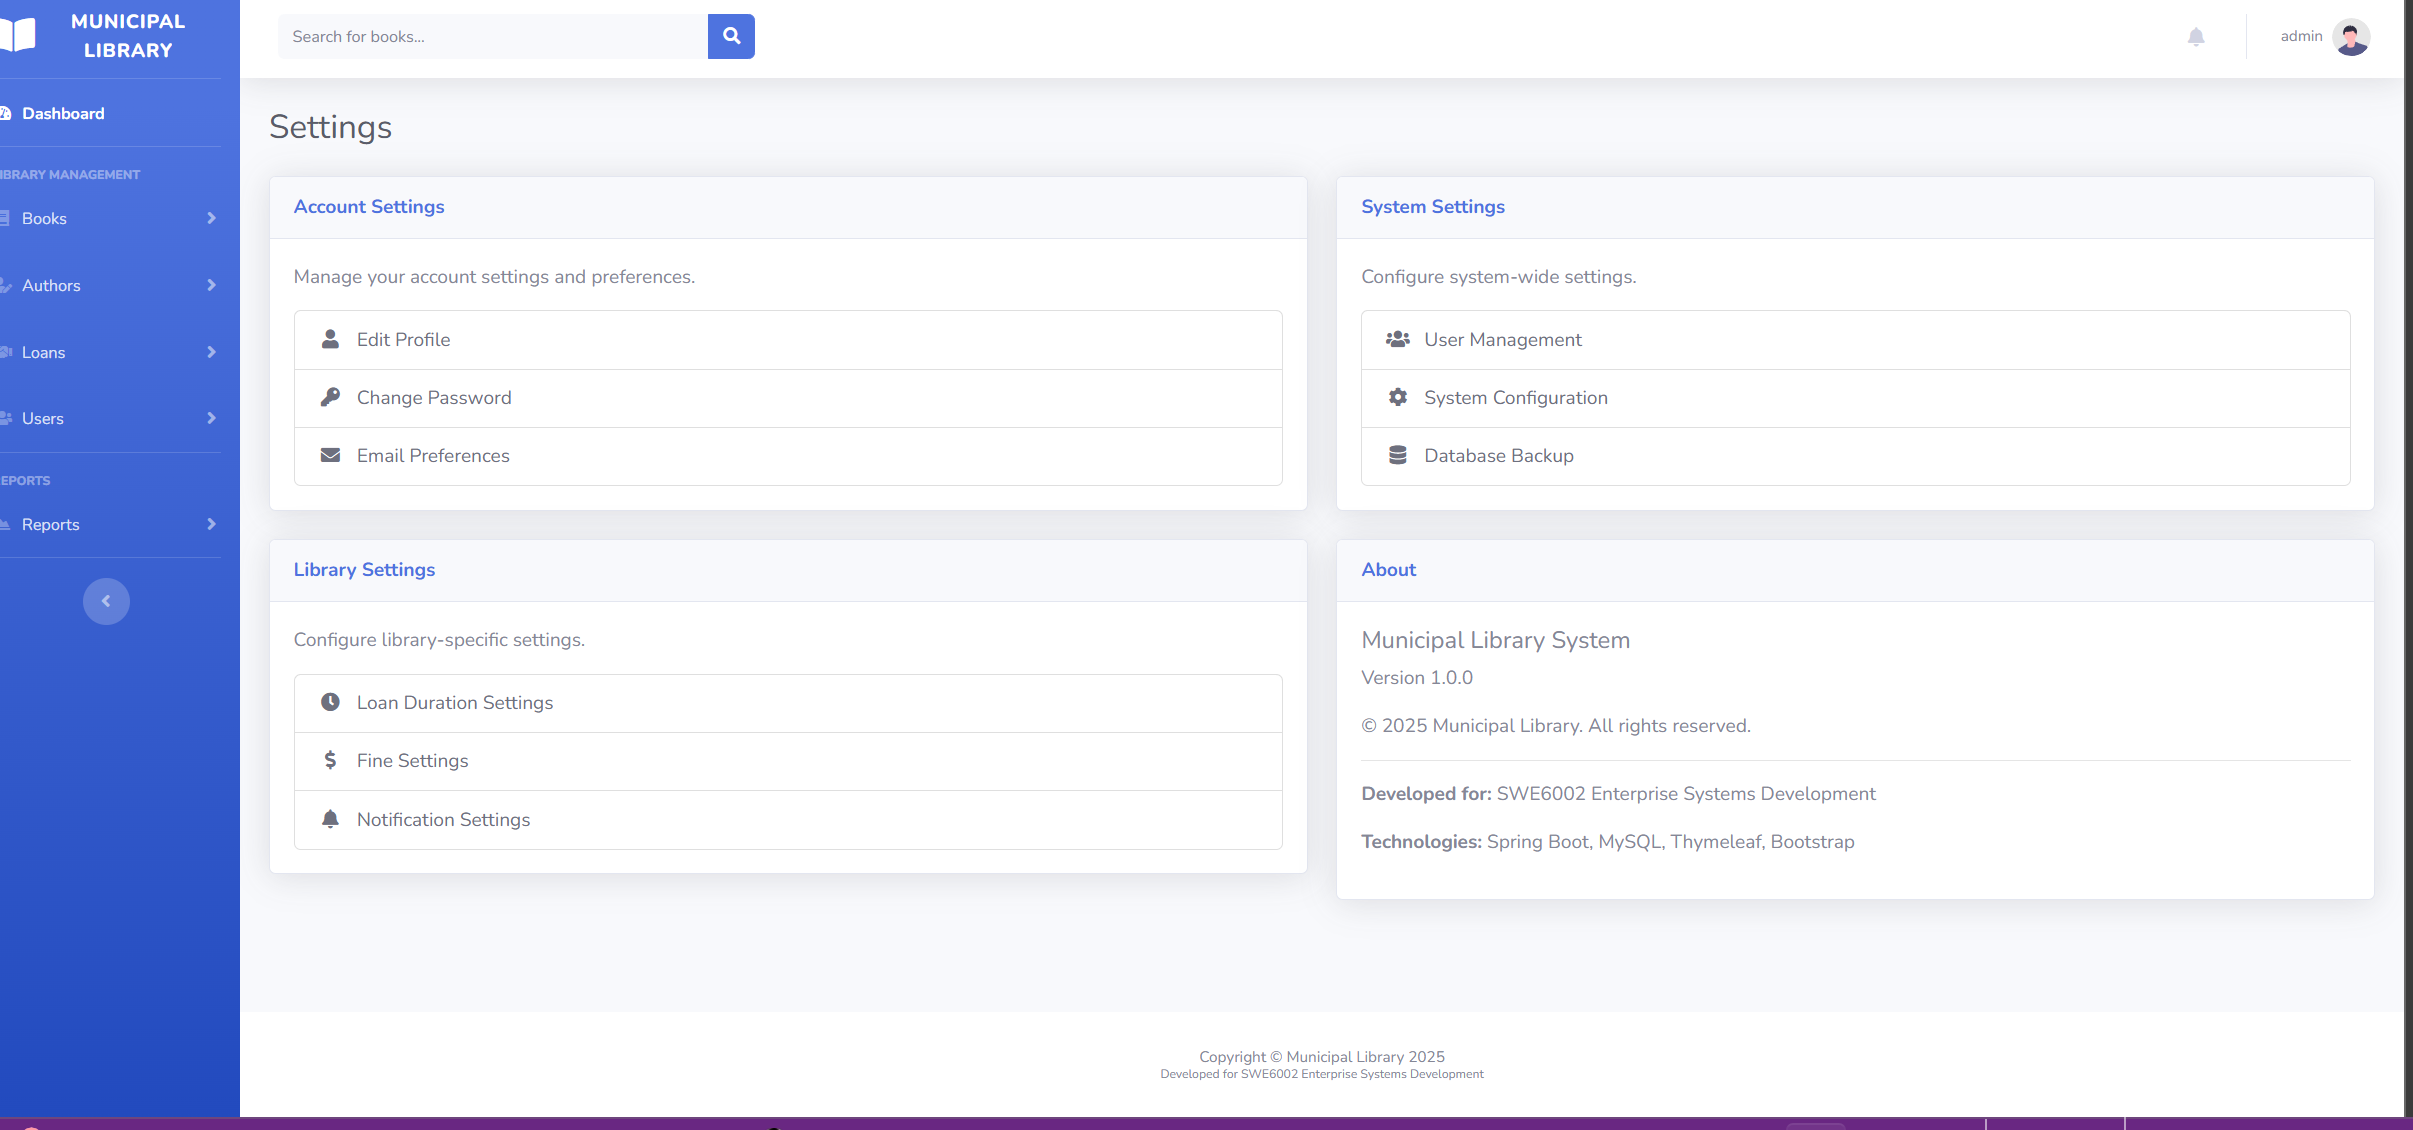 MUNICIPAL
LIBRARY
Dashboard
IBRARY MANAGEMENT
Books
Authors
Loans
Users
EPORTS
Reports
Search for books...
admin
Settings
Account Settings
Manage your account settings and preferences.
Edit Profile
Change Password
Email Preferences
System Settings
Configure system-wide settings.
User Management
System Configuration
Database Backup
Library Settings
Configure library-specific settings.
Loan Duration Settings
Fine Settings
Notification Settings
About
Municipal Library System
Version 1.0.0
© 2025 Municipal Library. All rights reserved.
Developed for: SWE6002 Enterprise Systems Development
Technologies: Spring Boot, MySQL, Thymeleaf, Bootstrap
Copyright © Municipal Library 2025
Developed for SWE6002 Enterprise Systems Development